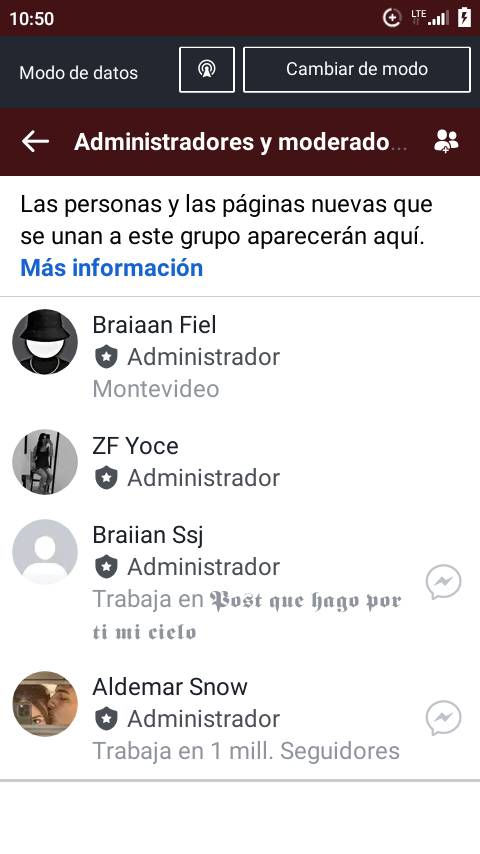 10:50
LTE
Modo de datos
Cambiar de modo
Administradores y moderado...
Las personas y las páginas nuevas que
se unan a este grupo aparecerán aquí.
Más información
Braiaan Fiel
Administrador
Montevideo
ZF Yoce
Administrador
Braiian Ssj
Administrador
Trabaja en 𝕻𝖔𝖘𝖙 𝖖𝖚𝖊 𝖍𝖆𝖌𝖔 𝖕𝖔𝖗
𝖙𝖎 𝖒𝖎 𝖈𝖎𝖊𝖑𝖔
Aldemar Snow
Administrador
Trabaja en 1 mill. Seguidores